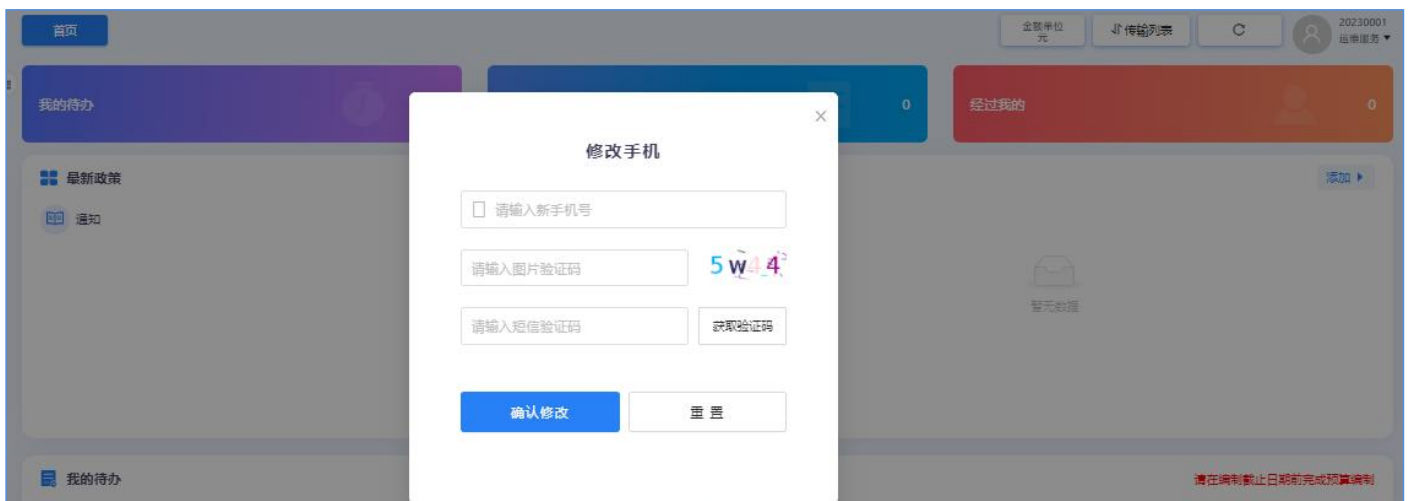 首页
金额单位
元
传输列表
20230001
运维服务
我的待办
0
经过我的
0
修改手机
最新政策
添加
请输入新手机号
通知
请输入图片验证码
5w44
请输入短信验证码
获取验证码
暂无数据
确认修改
重置
我的待办
请在编制截止日期前完成预算编制